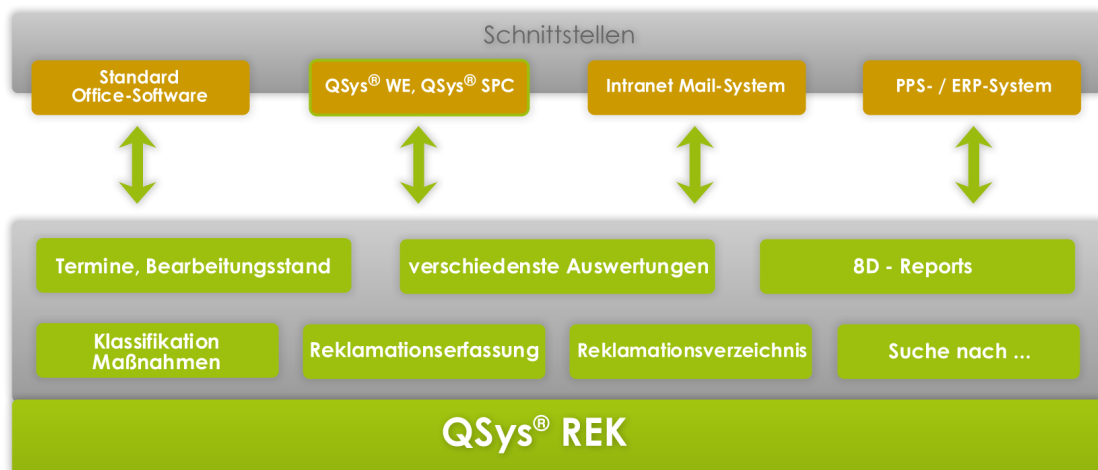 Schnittstellen
Standard
Office-Software
QSys® WE, QSys® SPC
Intranet Mail-System
PPS- / ERP-System
Termine, Bearbeitungsstand
verschiedenste Auswertungen
8D - Reports
Klassifikation
Maßnahmen
Reklamationserfassung
Reklamationsverzeichnis
Suche nach ...
QSys® REK